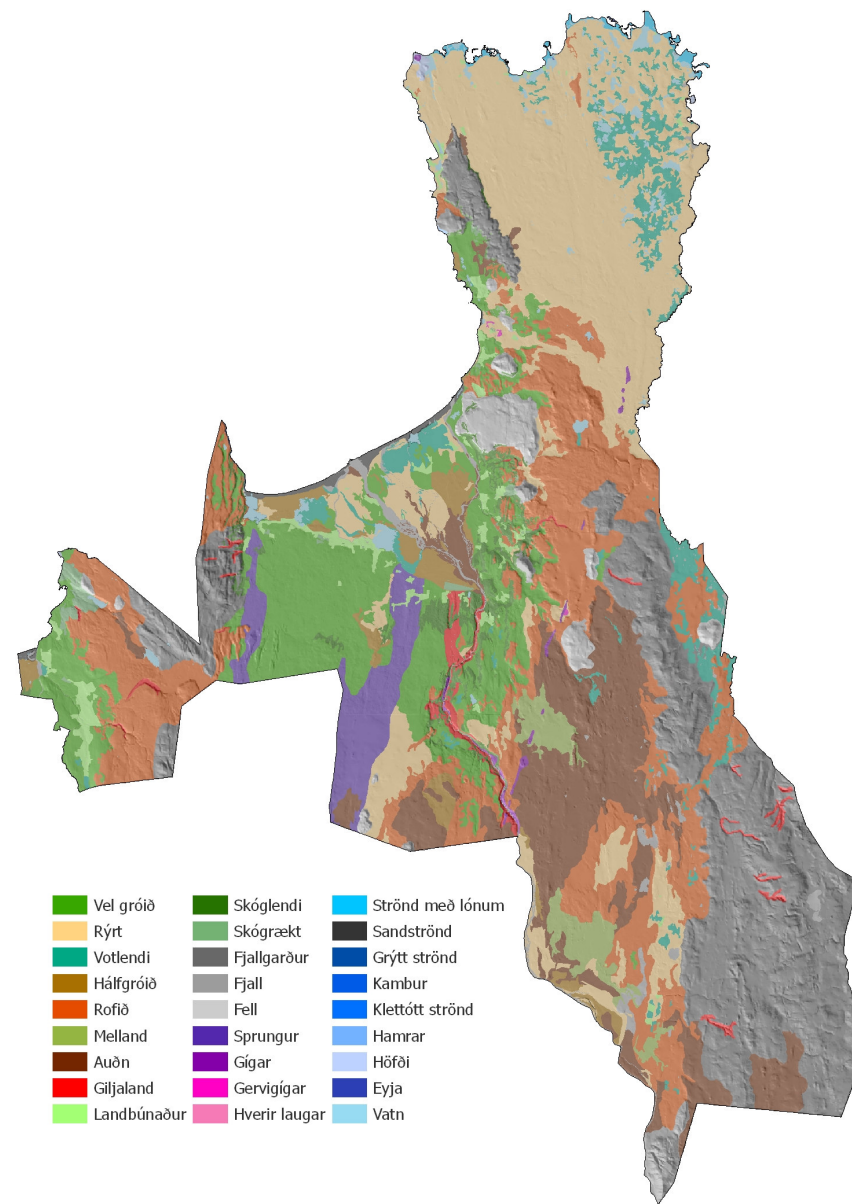 Vel gróið
Rýrt
Votlendi
Hálfgróið
Rofið
Melland
Auðn
Giljaland
Landbúnaður
Skóglendi
Skógrækt
Fjallgarður
Fjall
Fell
Sprungur
Gígar
Gervigígar
Hverir laugar
Strönd með lónum
Sandströnd
Grýtt strönd
Kambur
Klettótt strönd
Hamrar
Höfði
Eyja
Vatn